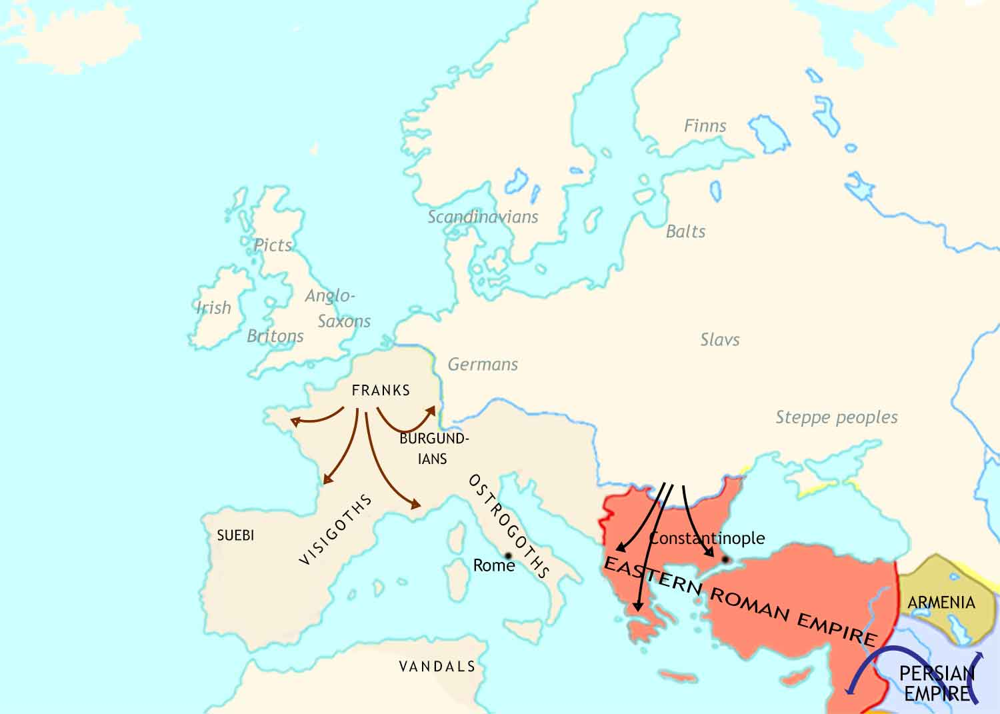 Finns
Scandinavians
Balts
Picts
Anglo-
Saxons
Irish
Britons
Slavs
Germans
FRANKS
Steppe peoples
BURGUND-
IANS
OSTROGOTHS
VISIGOTHS
SUEBI
Constantinople
Rome
EASTERN ROMAN EMPIRE
ARMENIA
VANDALS
PERSIAN
EMPIRE